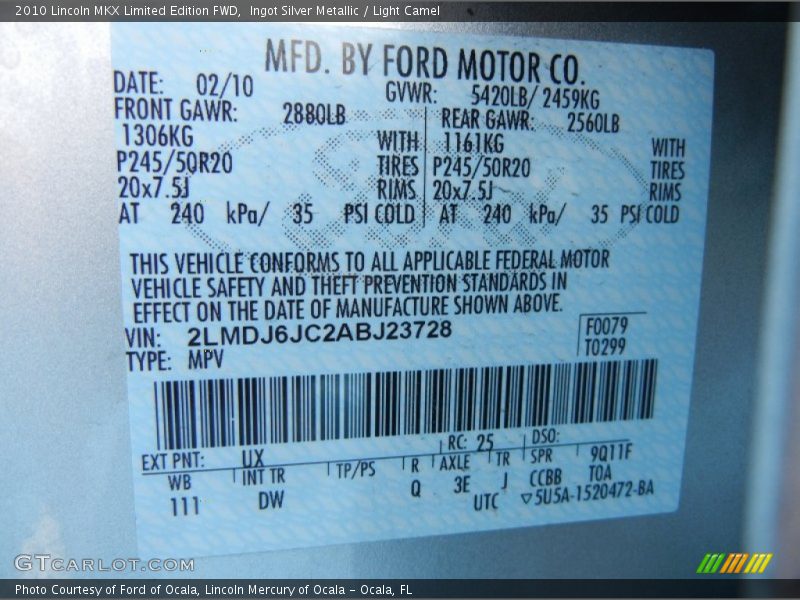 2010 Lincoln MKX Limited Edition FWD,  Ingot Silver Metallic / Light Camel
MFD. BY FORD MOTOR CO.
DATE: 02/10 GVWR: 5420LB/ 2459KG
FRONT GAWR: 2880LB REAR GAWR: 2560LB
1306KG WITH 1161KG WITH
P245/50R20 TIRES P245/50R20 TIRES
20x7.5J RIMS 20x7.5J RIMS
AT 240 kPa/ 35 PSI COLD AT 240 kPa/ 35 PSI COLD
THIS VEHICLE CONFORMS TO ALL APPLICABLE FEDERAL MOTOR
VEHICLE SAFETY AND THEFT PREVENTION STANDARDS IN
EFFECT ON THE DATE OF MANUFACTURE SHOWN ABOVE.
VIN: 2LMDJ6JC2ABJ23728 F0079
TYPE: MPV T0299
EXT PNT: UX RC: 25 DSO:
WB INT TR TP/PS R AXLE TR SPR 9Q11F
111 DW Q 3E J CCBB TOA
UTC ▽5U5A-1520472-BA
GTCARLOT.COM
Photo Courtesy of Ford of Ocala, Lincoln Mercury of Ocala - Ocala, FL